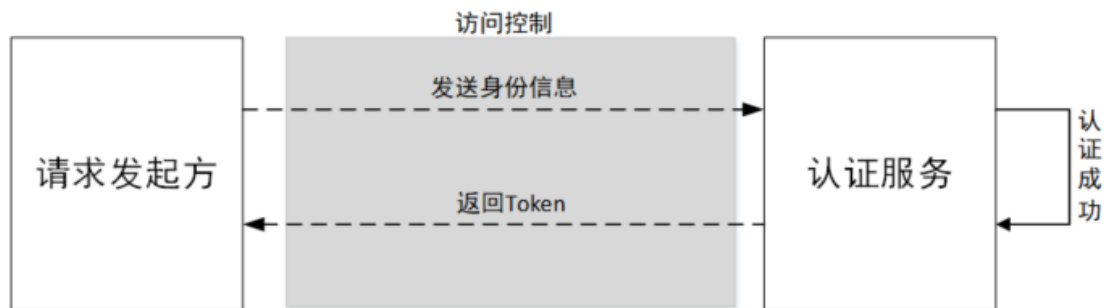 访问控制
发送身份信息
请求发起方
认证服务
认证成功
返回Token